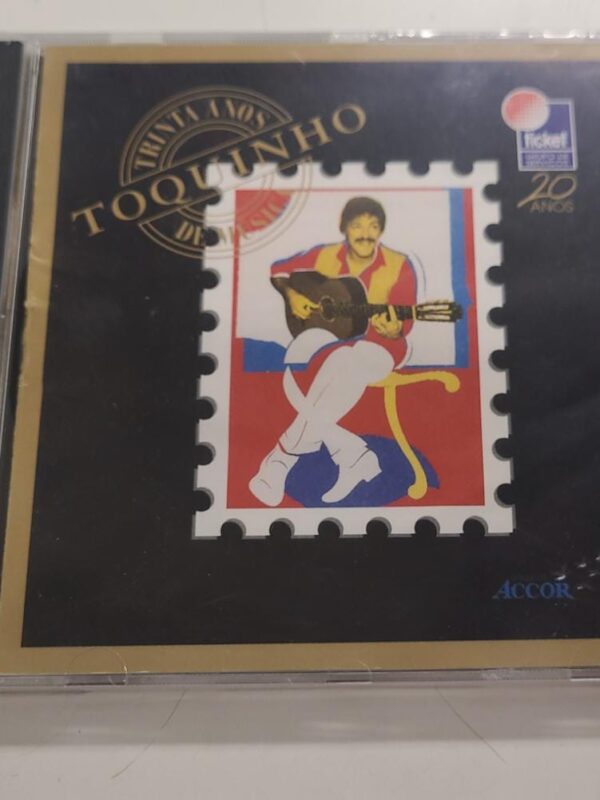 TRINTA ANOS
TOQUINHO
DE MÚSICA
ticket
20
ANOS
ACCOR